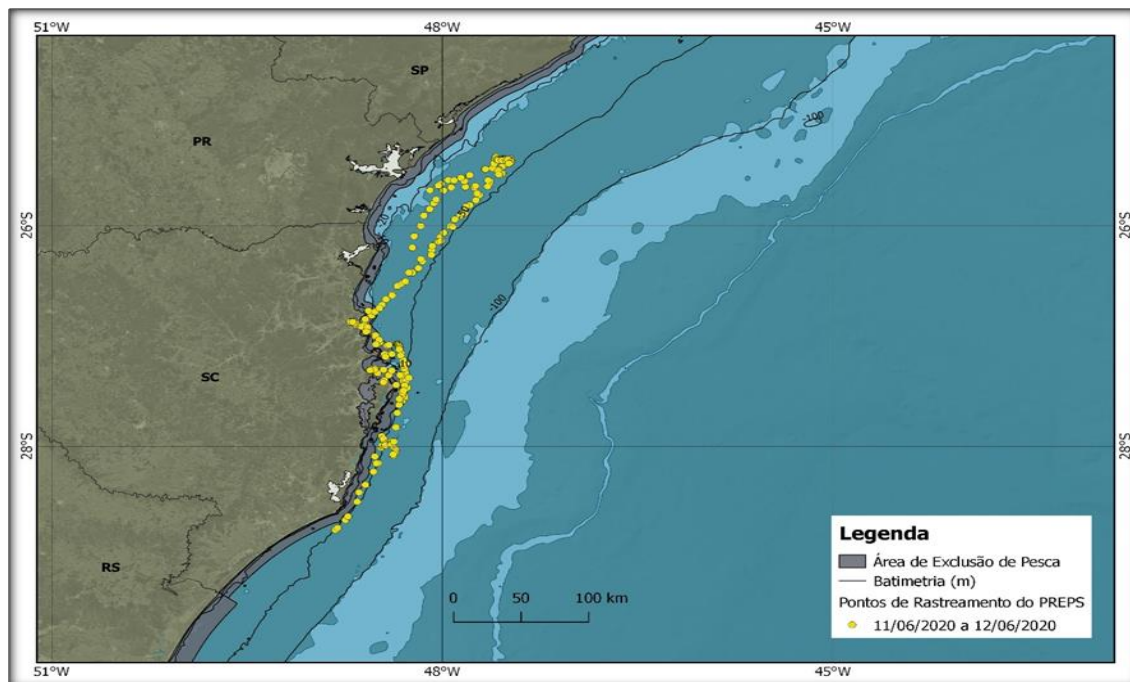 51°W 48°W 45°W
SP
PR
-100
26°S 26°S
-20
-50
-100
SC
28°S 28°S
RS
Legenda
Área de Exclusão de Pesca
Batimetria (m)
Pontos de Rastreamento do PREPS
11/06/2020 a 12/06/2020
0 50 100 km
51°W 48°W 45°W